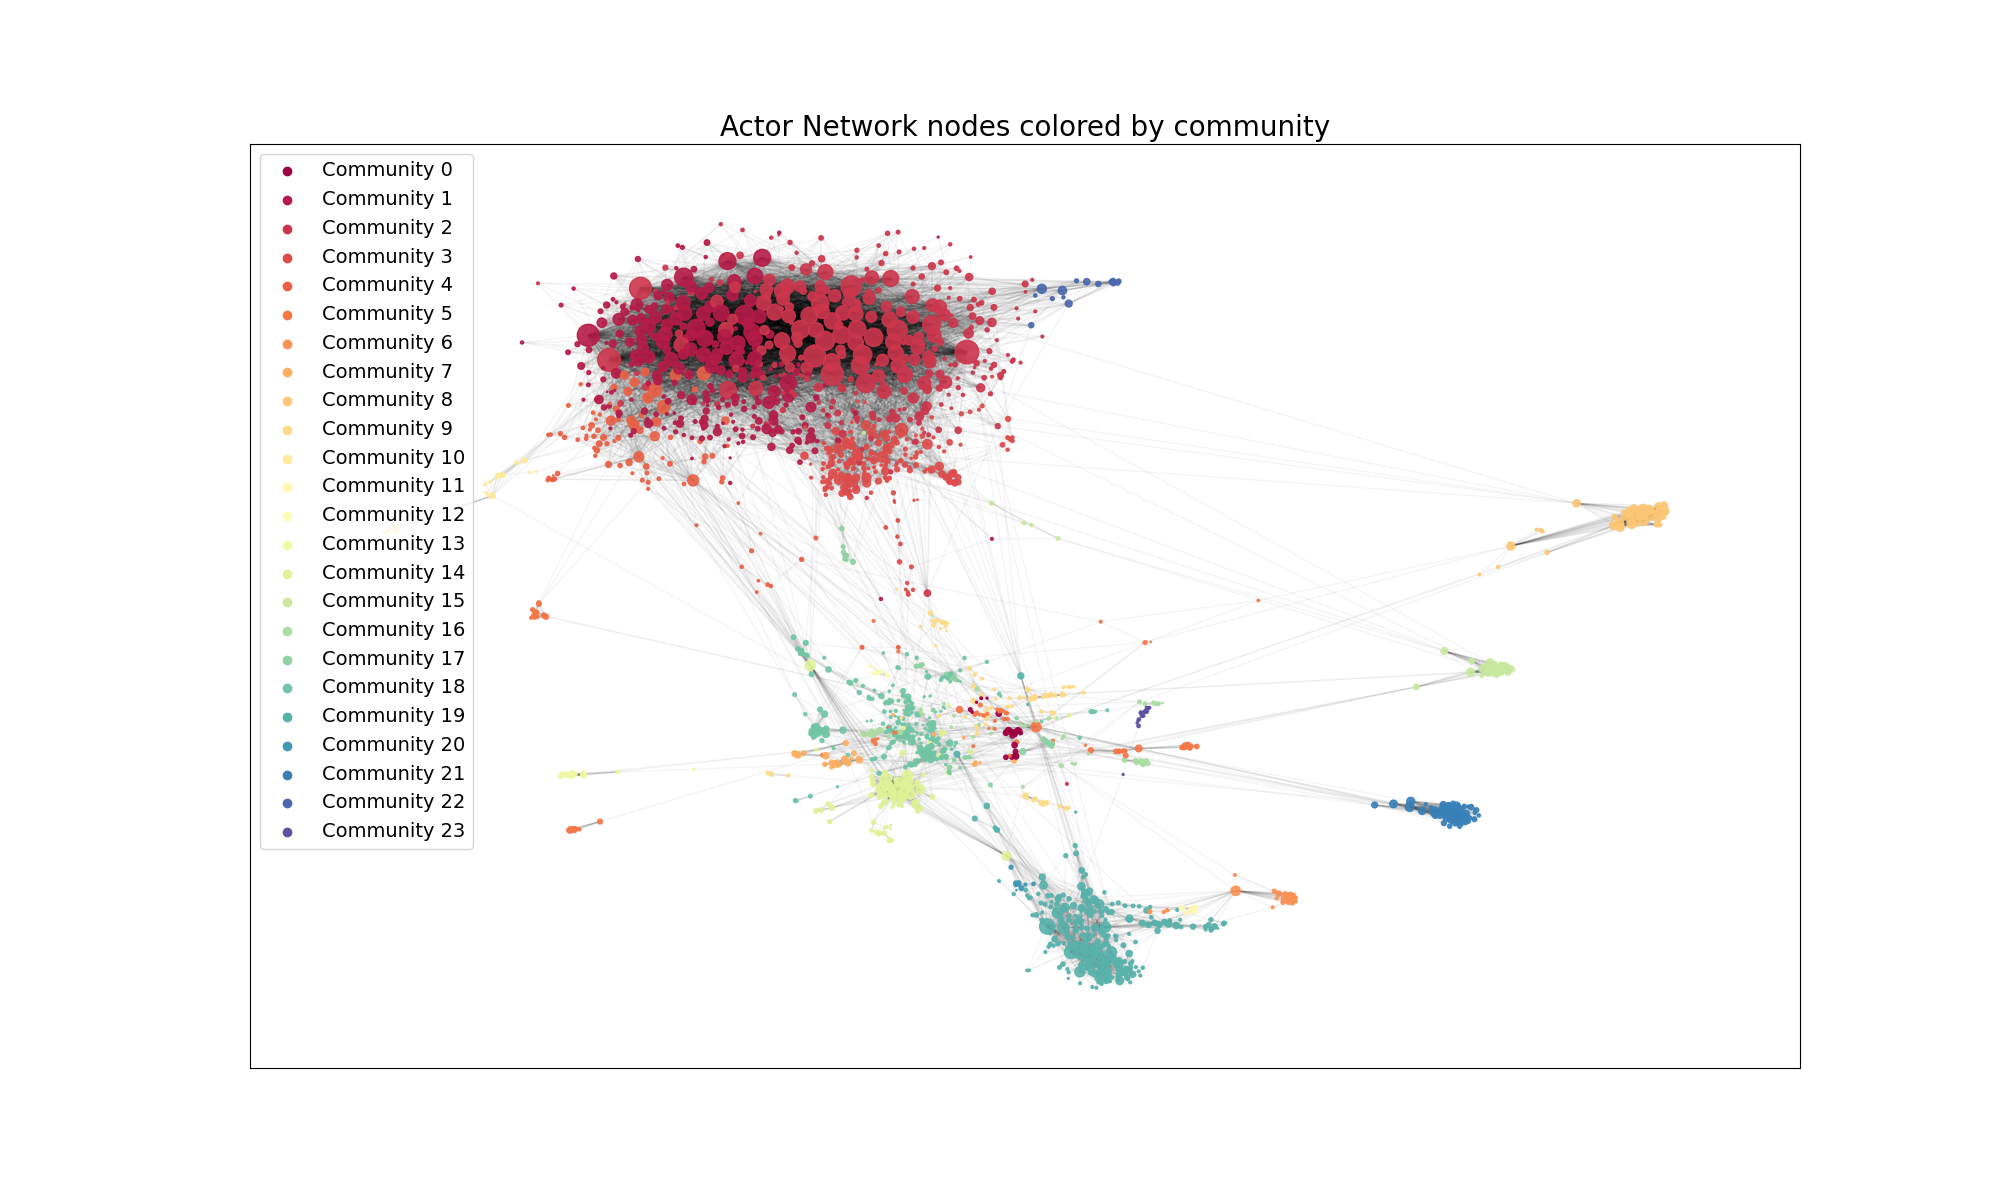 Actor Network nodes colored by community
Community 0
Community 1
Community 2
Community 3
Community 4
Community 5
Community 6
Community 7
Community 8
Community 9
Community 10
Community 11
Community 12
Community 13
Community 14
Community 15
Community 16
Community 17
Community 18
Community 19
Community 20
Community 21
Community 22
Community 23